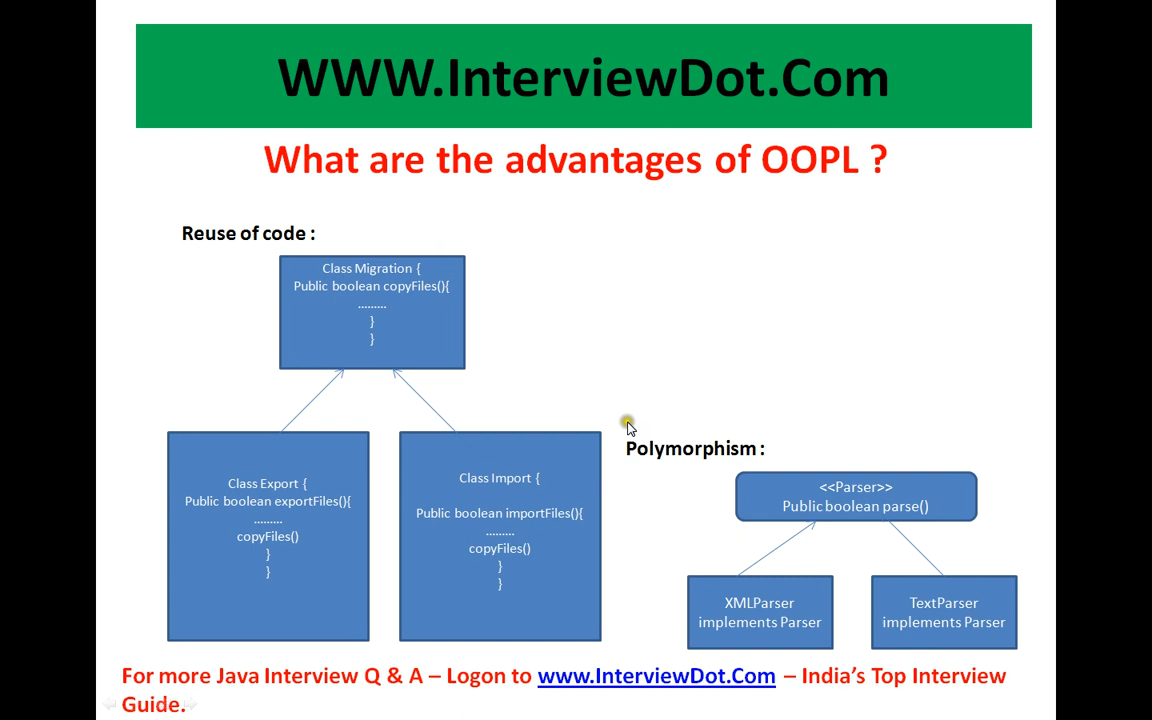 WWW.InterviewDot.Com
What are the advantages of OOPL ?
Reuse of code :
Class Migration {
Public boolean copyFiles(){
.........
}
}
Class Export {
Public boolean exportFiles(){
.........
copyFiles()
}
}
Class Import {
Public boolean importFiles(){
.........
copyFiles()
}
}
Polymorphism :
<<Parser>>
Public boolean parse()
XMLParser
implements Parser
TextParser
implements Parser
For more Java Interview Q & A – Logon to www.InterviewDot.Com – India’s Top Interview
Guide.